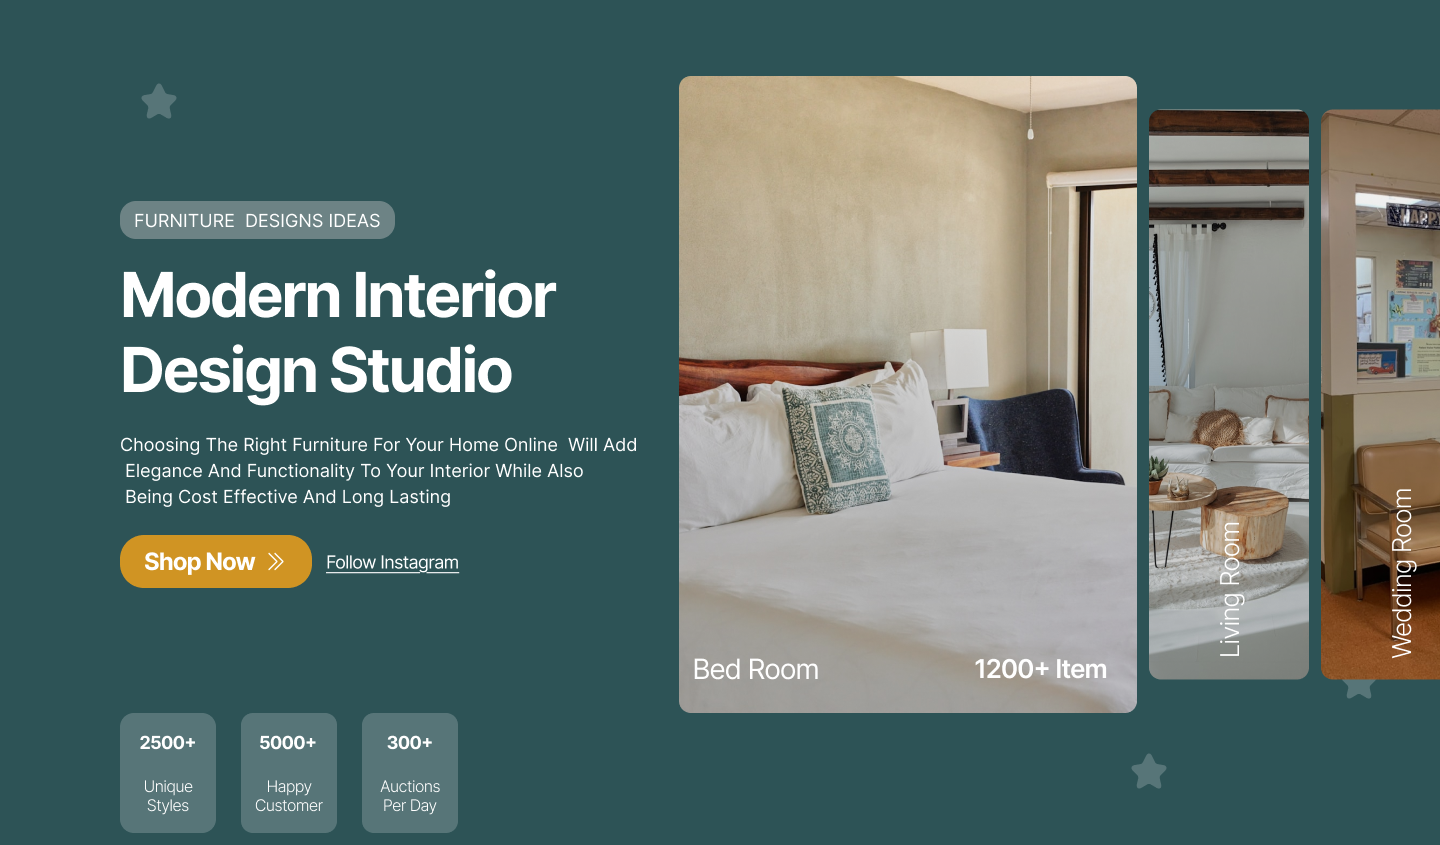 FURNITURE  DESIGNS IDEAS
Modern Interior
Design Studio
Choosing The Right Furniture For Your Home Online  Will Add
Elegance And Functionality To Your Interior While Also
Being Cost Effective And Long Lasting
Shop Now
Follow Instagram
2500+
Unique
Styles
5000+
Happy
Customer
300+
Auctions
Per Day
Bed Room
1200+ Item
Living Room
Wedding Room
HAPPY